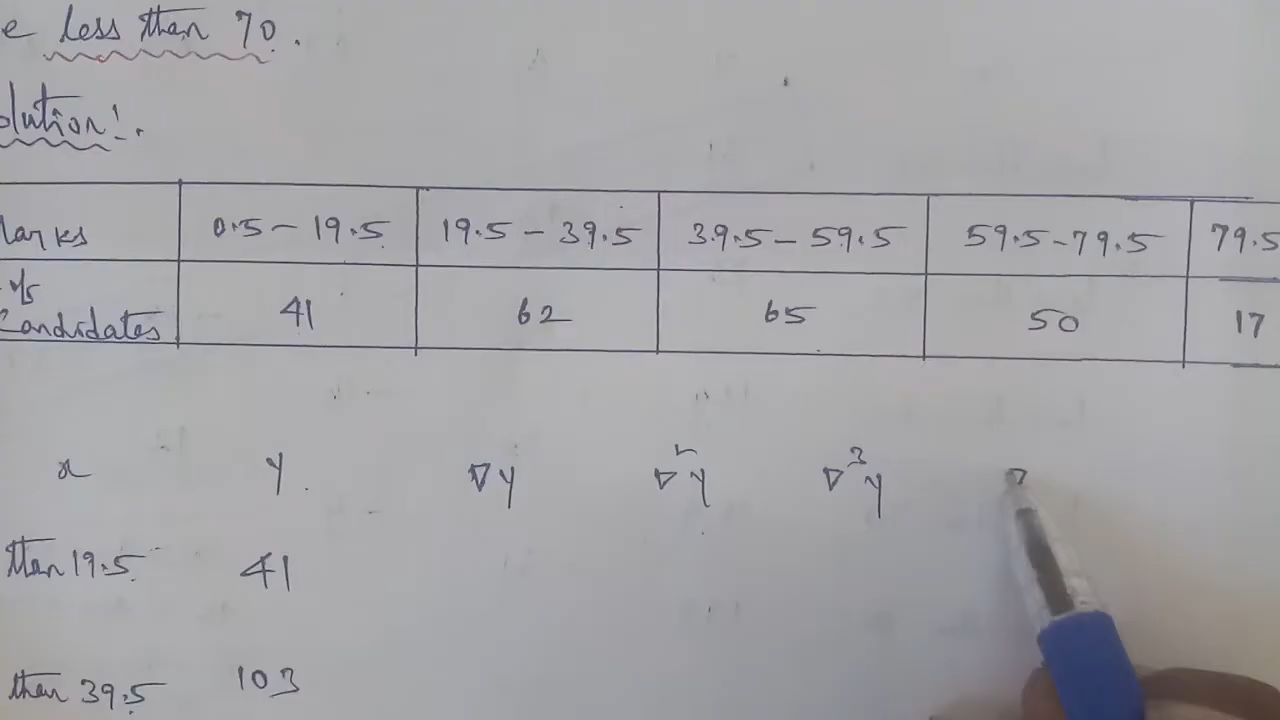 e less than 70.
olution:.
Marks 0.5 - 19.5 19.5 - 39.5 39.5 - 59.5 59.5 - 79.5 79.5
Candidates 41 62 65 50 17
x y ∇y ∇²y ∇³y ∇
than 19.5 41
than 39.5 103